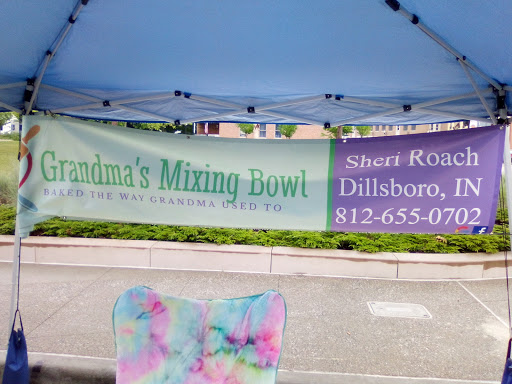 Grandma's Mixing Bowl
BAKED THE WAY GRANDMA USED TO
Sheri Roach
Dillsboro, IN
812-655-0702